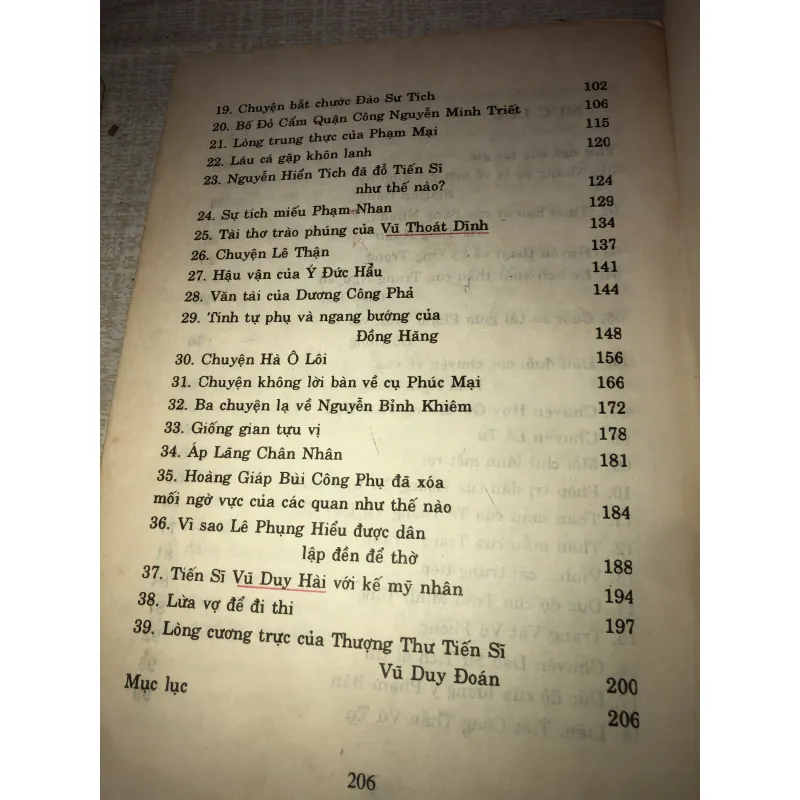 19. Chuyện bắt chước Đào Sư Tích 102
20. Bố Đỏ Cẩm Quận Công Nguyễn Minh Triết 106
21. Lòng trung thực của Phạm Mại 115
22. Láu cá gặp khôn lanh 120
23. Nguyễn Hiển Tích đã đỗ Tiến Sĩ
như thế nào? 124
24. Sự tích miếu Phạm Nhan 129
25. Tài thơ trào phúng của Vũ Thoát Dĩnh 134
26. Chuyện Lê Thận 137
27. Hậu vận của Ý Đức Hầu 141
28. Văn tài của Dương Công Phả 144
29. Tính tự phụ và ngang bướng của
Đồng Hãng 148
30. Chuyện Hà Ô Lôi 156
31. Chuyện không lời bàn về cụ Phúc Mại 166
32. Ba chuyện lạ về Nguyễn Bỉnh Khiêm 172
33. Giống gian tựu vị 178
34. Áp Lãng Chân Nhân 181
35. Hoàng Giáp Bùi Công Phụ đã xóa
mối ngờ vực của các quan như thế nào 184
36. Vì sao Lê Phụng Hiểu được dân
lập đền để thờ 188
37. Tiến Sĩ Vũ Duy Hài với kế mỹ nhân 194
38. Lừa vợ để đi thi 197
39. Lòng cương trực của Thượng Thư Tiến Sĩ
Vũ Duy Đoán 200
Mục lục 206
206